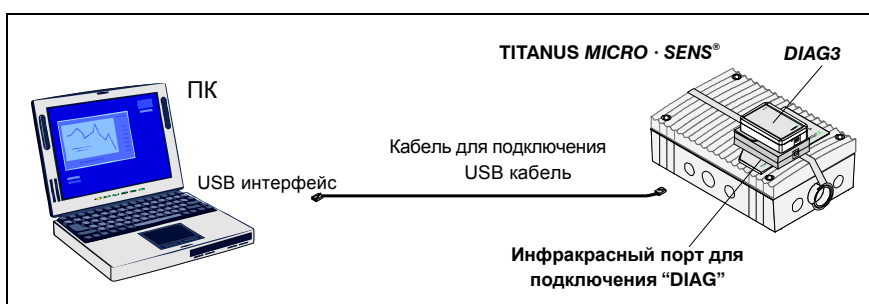 TITANUS MICRO · SENS®
DIAG3
ПК
Кабель для подключения
USB кабель
USB интерфейс
Инфракрасный порт для
подключения “DIAG”